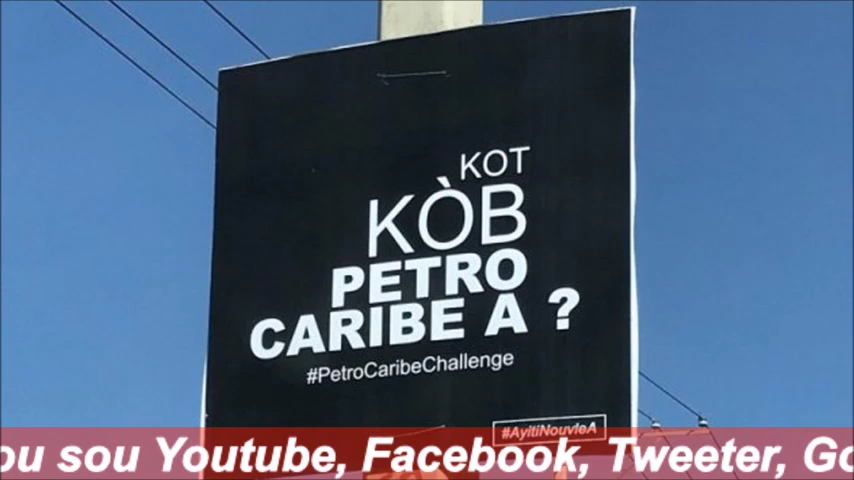 KOT
KÒB
PETRO
CARIBE A ?
#PetroCaribeChallenge
#AyitiNouvleA
ou sou Youtube, Facebook, Tweeter, Go